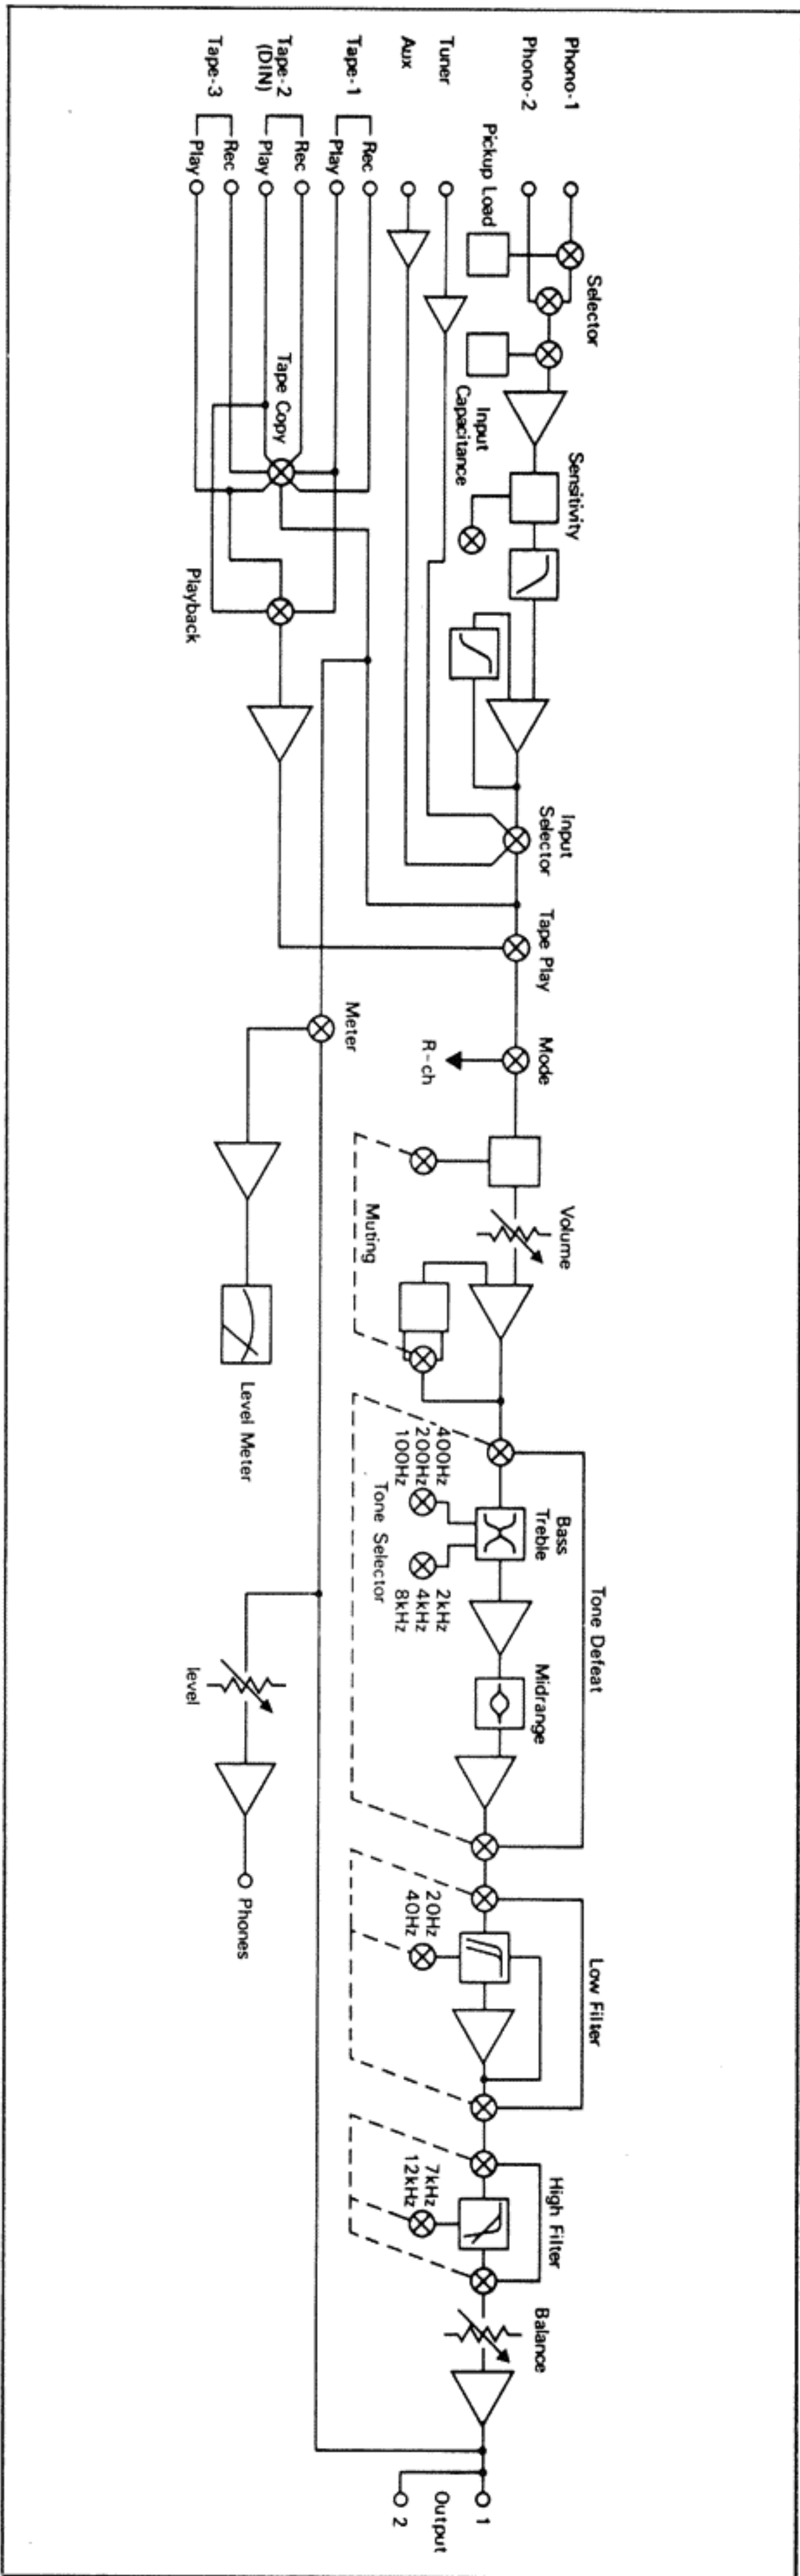 Phono-1
Phono-2
Tuner
Aux
Tape-1
Rec
Play
Tape-2
(DIN)
Rec
Play
Tape-3
Rec
Play
Pickup Load
Selector
Input
Capacitance
Sensitivity
Tape Copy
Playback
Input
Selector
Tape Play
Meter
Mode
R-ch
Volume
Muting
Level Meter
400Hz
200Hz
100Hz
Bass
Treble
2kHz
4kHz
8kHz
Tone Selector
Tone Defeat
Midrange
level
Phones
Low Filter
20Hz
40Hz
High Filter
7kHz
12kHz
Balance
Output
1
2